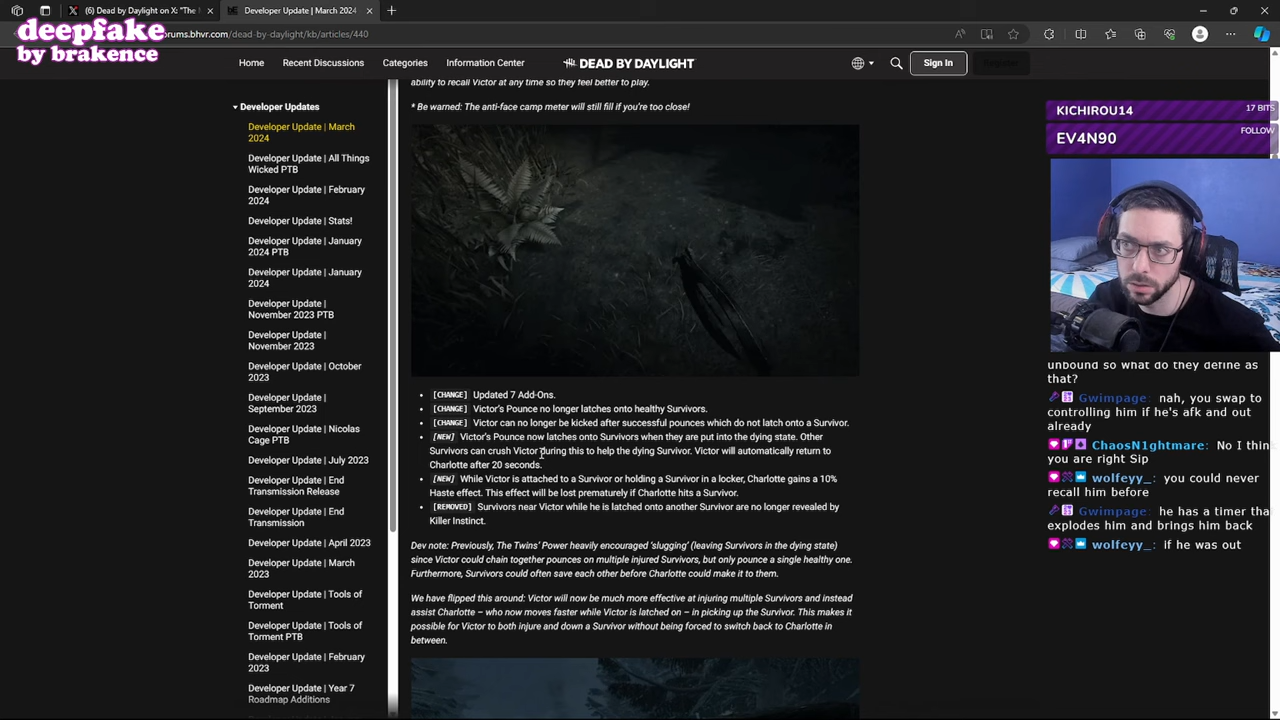 (6) Dead by Daylight on X: "The
Developer Update | March 2024
deepfake
by brakence
orums.bhvr.com/dead-by-daylight/kb/articles/440
Home
Recent Discussions
Categories
Information Center
DEAD BY DAYLIGHT
Sign In
Register
Developer Updates
Developer Update | March
2024
Developer Update | All Things
Wicked PTB
Developer Update | February
2024
Developer Update | Stats!
Developer Update | January
2024 PTB
Developer Update | January
2024
Developer Update |
November 2023 PTB
Developer Update |
November 2023
Developer Update | October
2023
Developer Update |
September 2023
Developer Update | Nicolas
Cage PTB
Developer Update | July 2023
Developer Update | End
Transmission Release
Developer Update | End
Transmission
Developer Update | April 2023
Developer Update | March
2023
Developer Update | Tools of
Torment
Developer Update | Tools of
Torment PTB
Developer Update | February
2023
Developer Update | Year 7
Roadmap Additions
ability to recall Victor at any time so they feel better to play.
* Be warned: The anti-face camp meter will still fill if you're too close!
• [CHANGE] Updated 7 Add-Ons.
• [CHANGE] Victor's Pounce no longer latches onto healthy Survivors.
• [CHANGE] Victor can no longer be kicked after successful pounces which do not latch onto a Survivor.
• [NEW] Victor's Pounce now latches onto Survivors when they are put into the dying state. Other
Survivors can crush Victor during this to help the dying Survivor. Victor will automatically return to
Charlotte after 20 seconds.
• [NEW] While Victor is attached to a Survivor or holding a Survivor in a locker, Charlotte gains a 10%
Haste effect. This effect will be lost prematurely if Charlotte hits a Survivor.
• [REMOVED] Survivors near Victor while he is latched onto another Survivor are no longer revealed by
Killer Instinct.
Dev note: Previously, The Twins' Power heavily encouraged 'slugging' (leaving Survivors in the dying state)
since Victor could chain together pounces on multiple injured Survivors, but only pounce a single healthy one.
Furthermore, Survivors could often save each other before Charlotte could make it to them.
We have flipped this around: Victor will now be much more effective at injuring multiple Survivors and instead
assist Charlotte – who now moves faster while Victor is latched on – in picking up the Survivor. This makes it
possible for Victor to both injure and down a Survivor without being forced to switch back to Charlotte in
between.
KICHIROU14
17 BITS
EV4N90
FOLLOW
unbound so what do they define as
that?
Gwimpage: nah, you swap to
controlling him if he's afk and out
already
ChaosN1ghtmare: No I think
you are right Sip
wolfeyy_: you could never
recall him before
Gwimpage: he has a timer that
explodes him and brings him back
wolfeyy_: if he was out